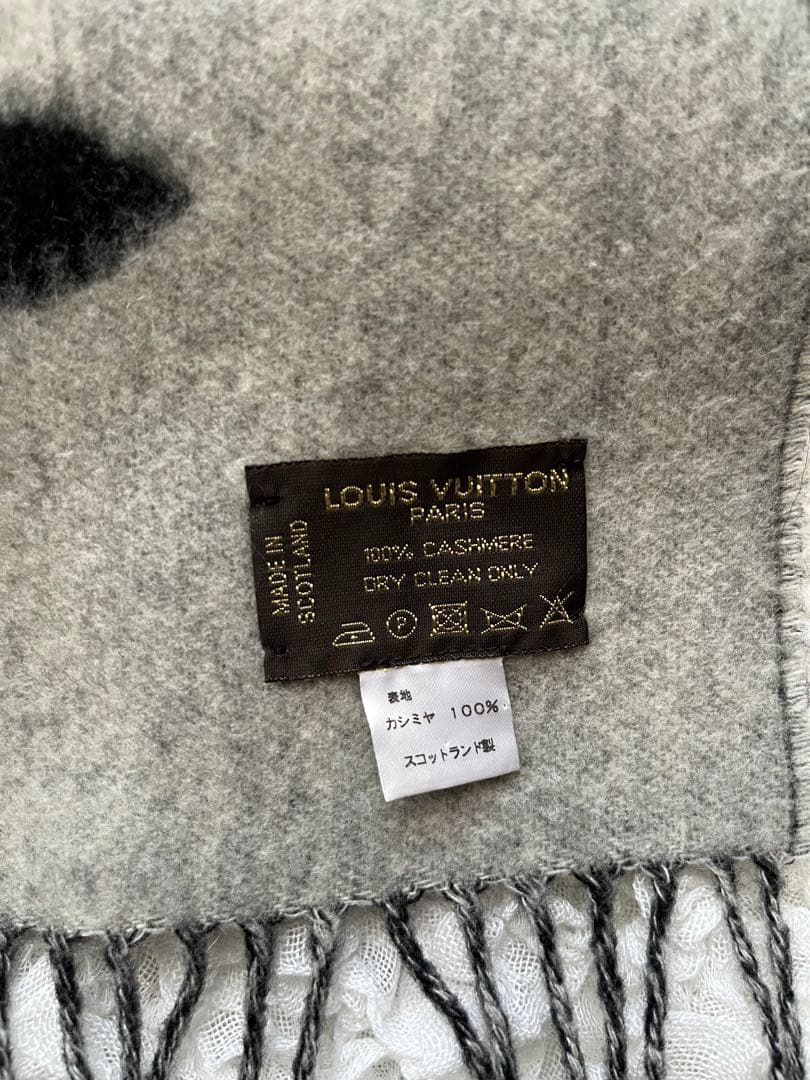 LOUIS VUITTON
PARIS
100% CASHMERE
DRY CLEAN ONLY
MADE IN
SCOTLAND
P
表地
カシミヤ 100%
スコットランド製